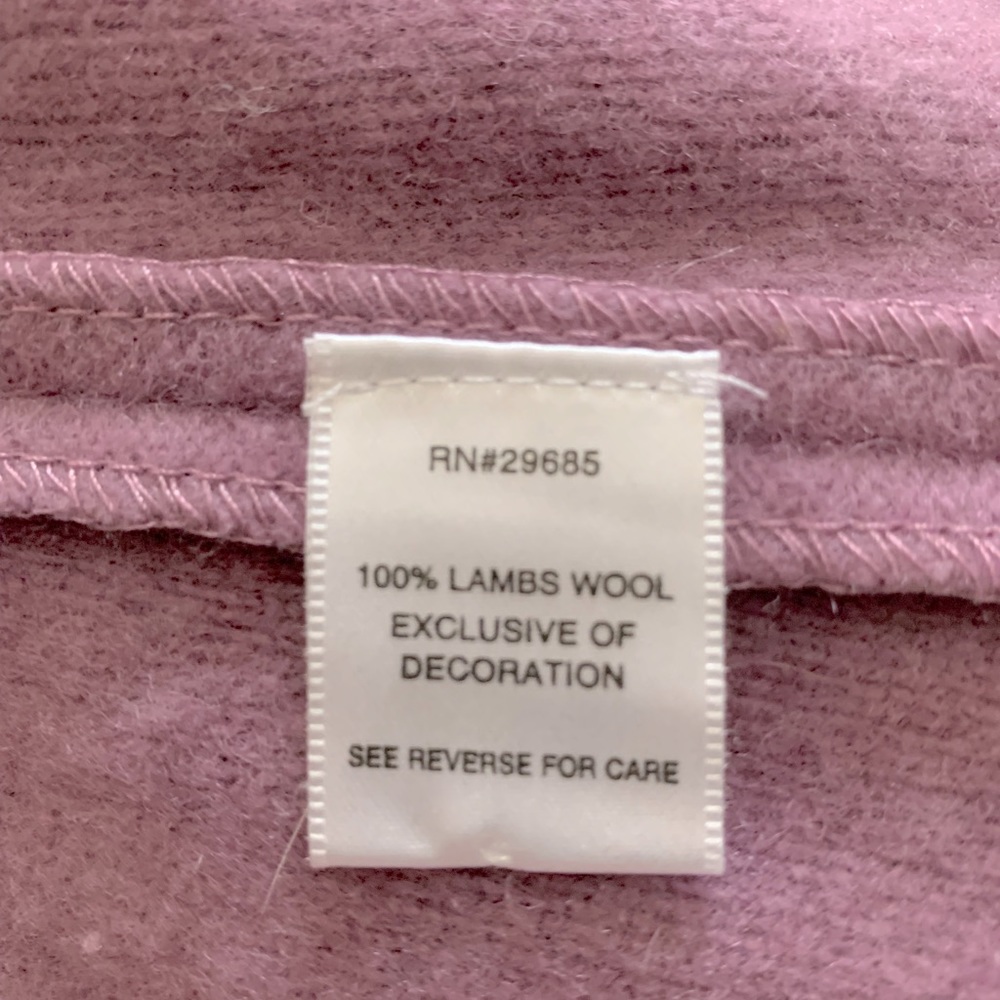 RN#29685
100% LAMBS WOOL
EXCLUSIVE OF
DECORATION
SEE REVERSE FOR CARE